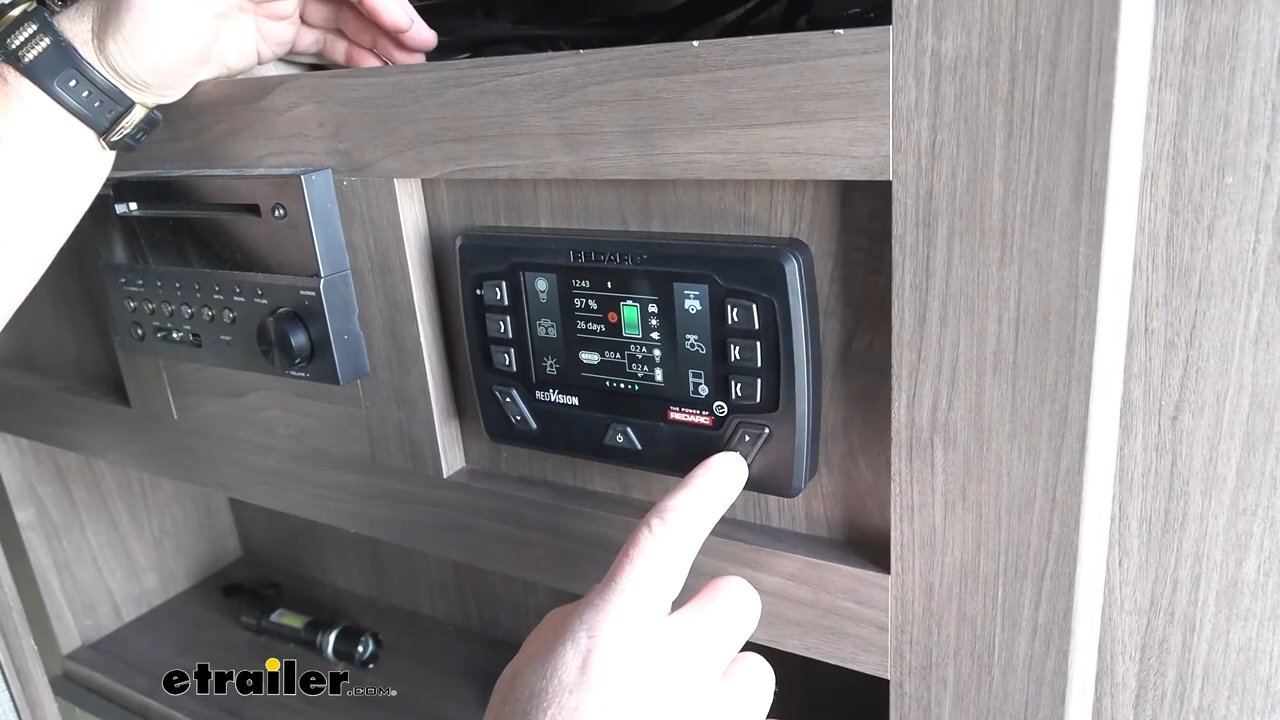 REDARC
12:43
97 %
26 days
0.2 A
0.0 A
0.2 A
REDVISION
THE POWER OF
REDARC
etrailer.COM